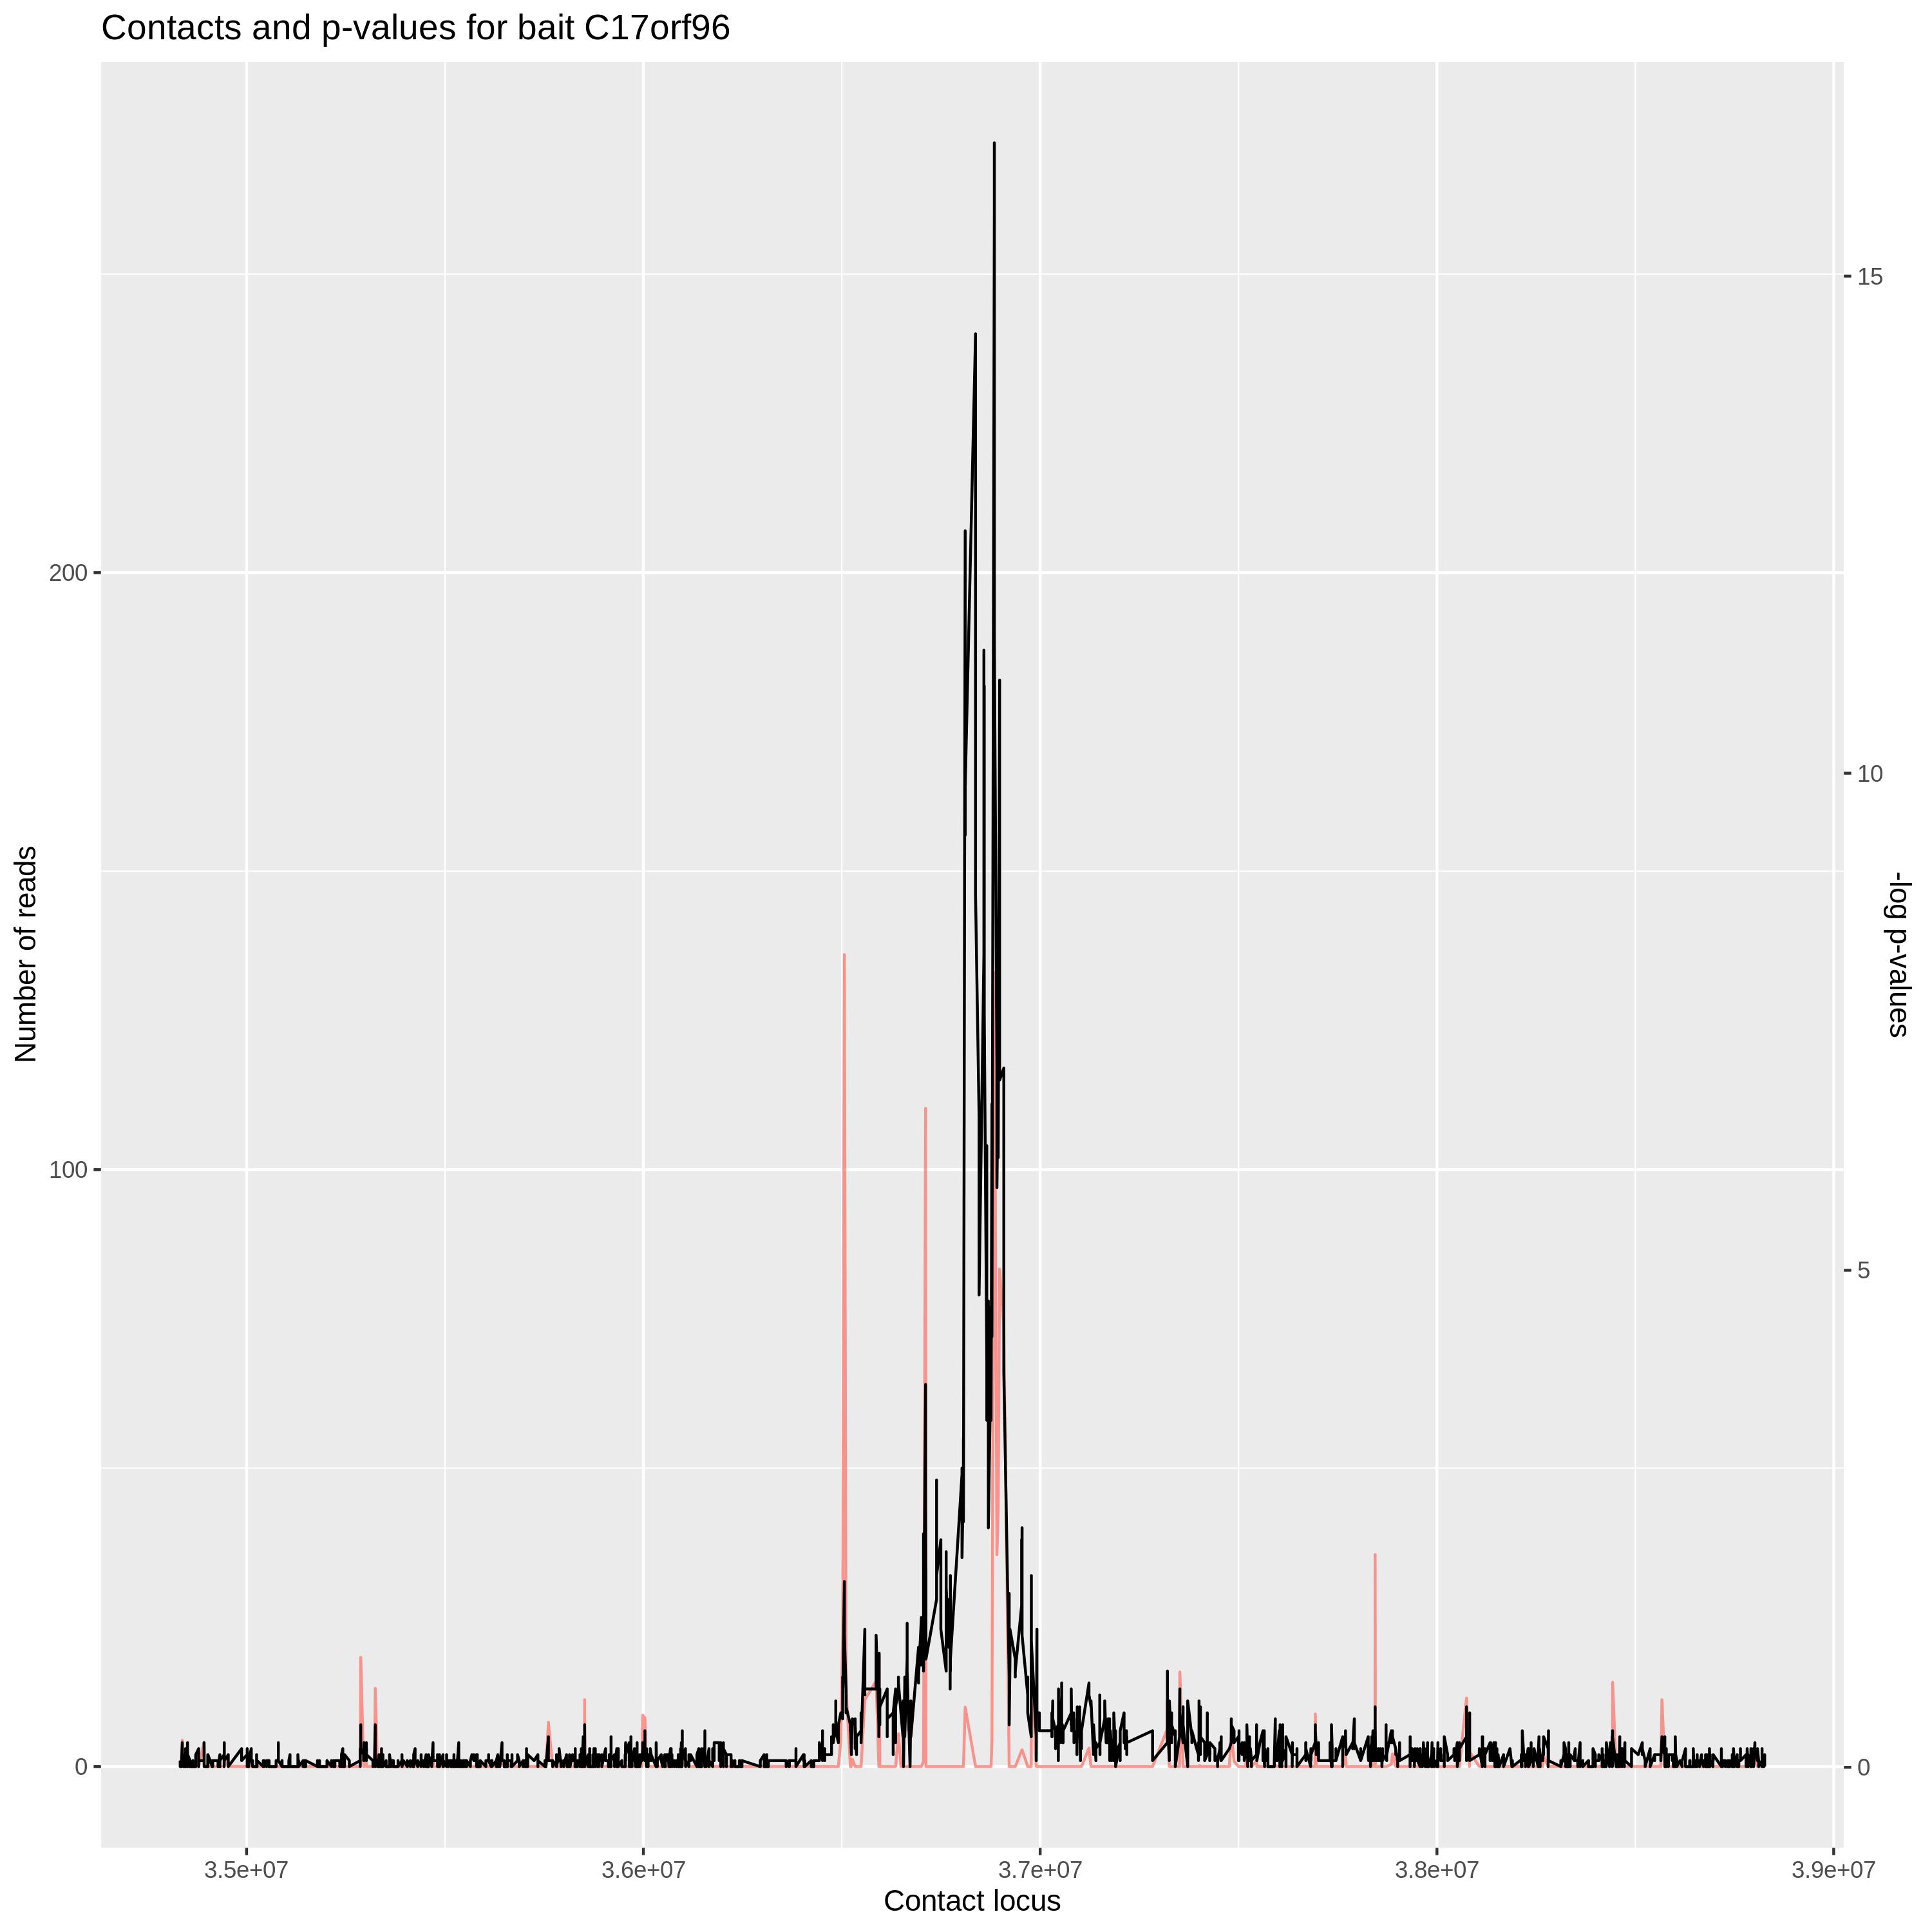 Contacts and p-values for bait C17orf96
Number of reads
200
100
0
15
10
5
0
-log p-values
3.5e+07 3.6e+07 3.7e+07 3.8e+07 3.9e+07
Contact locus